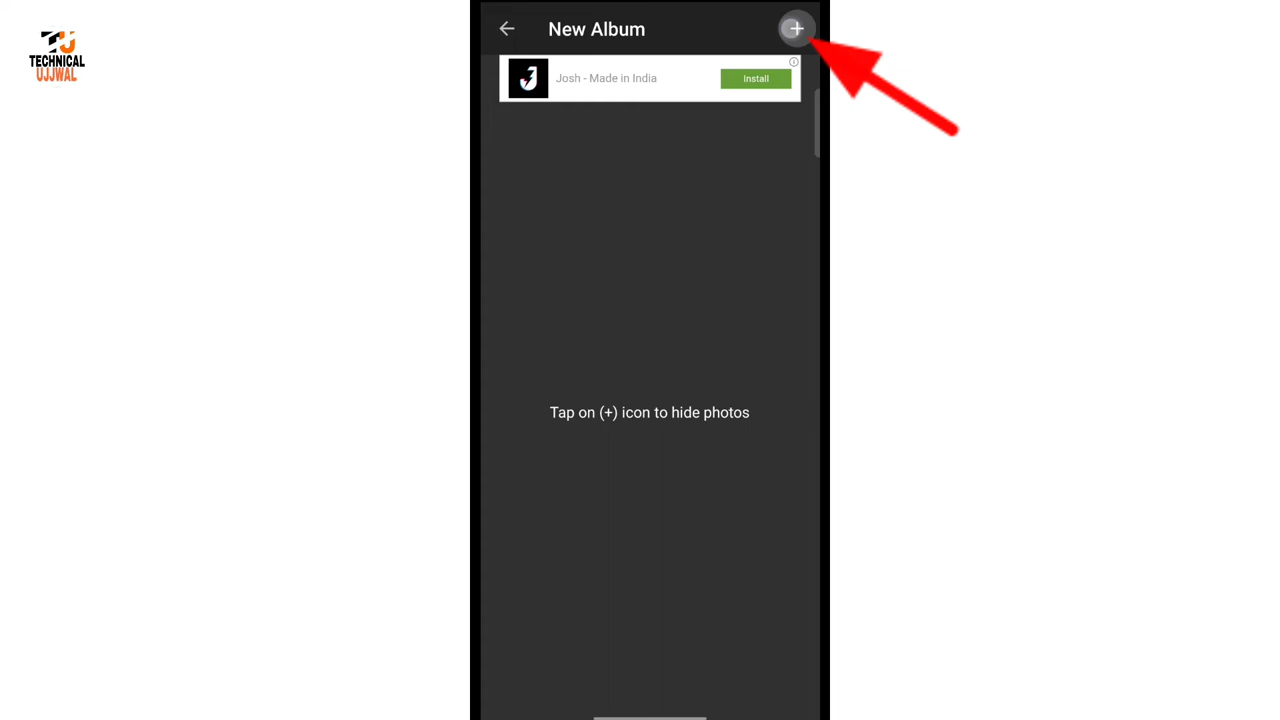 TECHNICAL
UJJWAL
New Album
Josh - Made in India
Install
Tap on (+) icon to hide photos